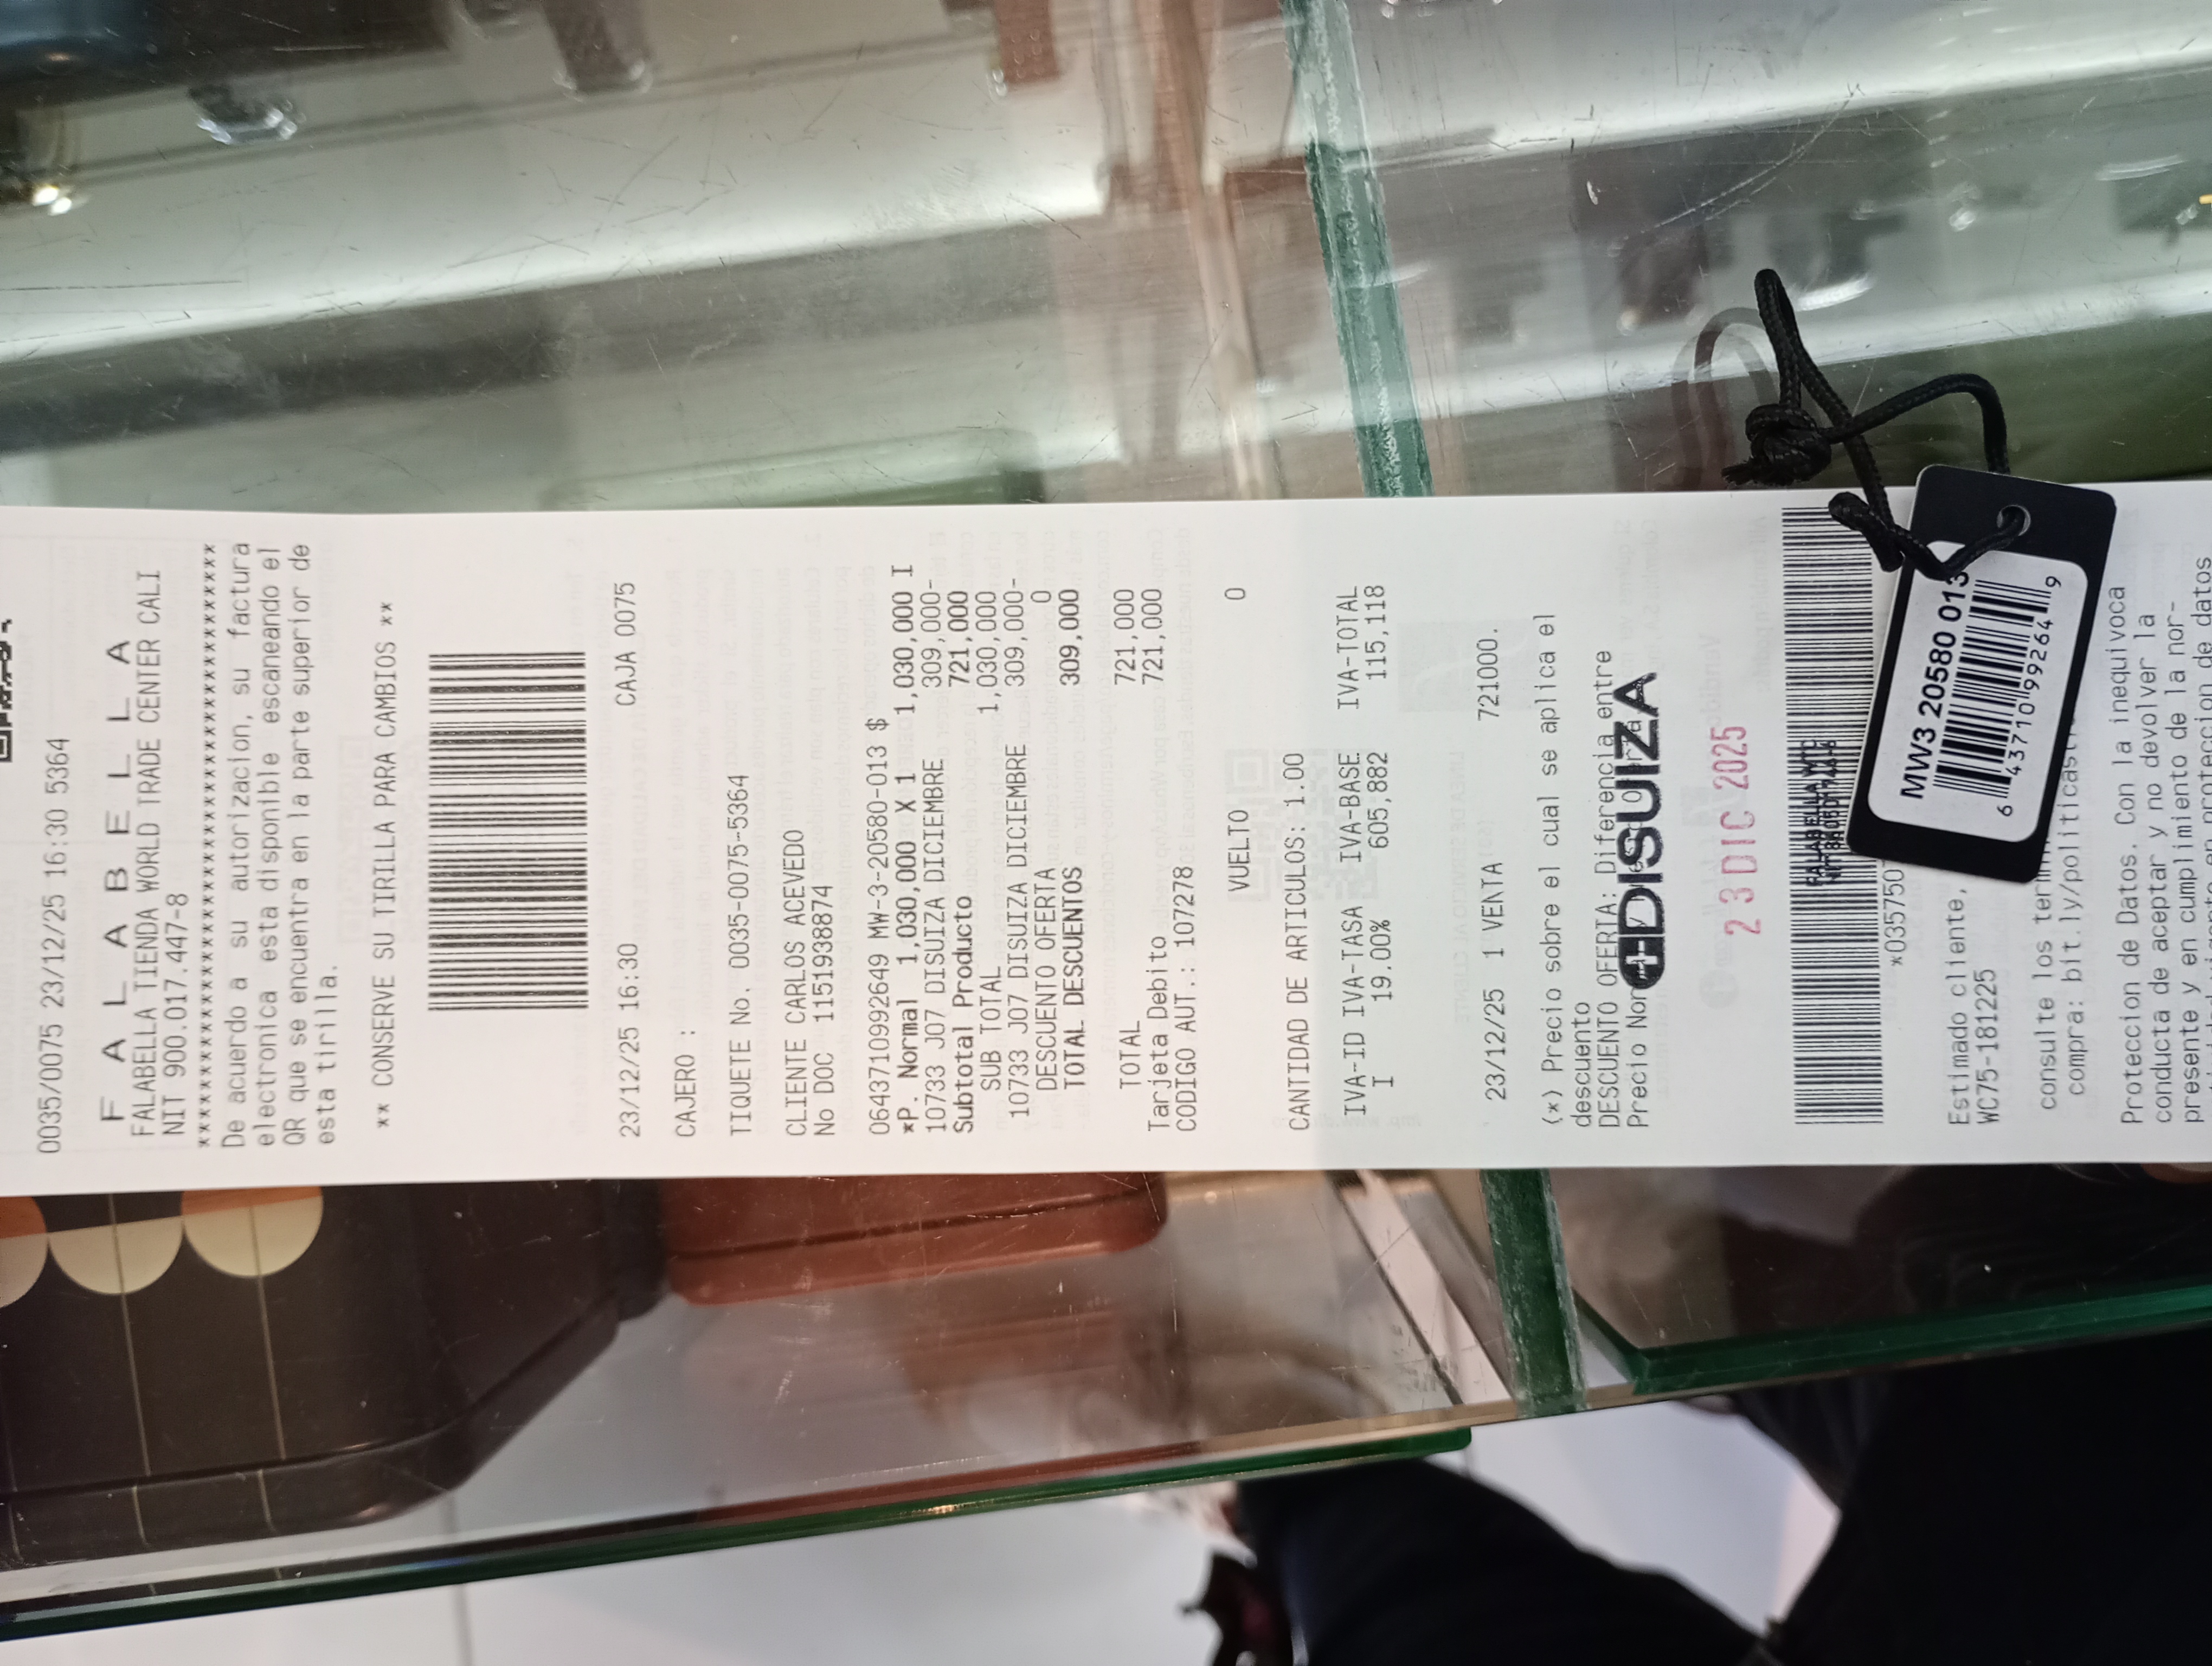 0035/0075 23/12/25 16:30 5364
F A L A B E L L A
FALABELLA TIENDA WORLD TRADE CENTER CALI
NIT 900.017.447-8
****************************************
De acuerdo a su autorizacion, su factura
electronica esta disponible escaneando el
QR que se encuentra en la parte superior de
esta tirilla.
** CONSERVE SU TIRILLA PARA CAMBIOS **
23/12/25 16:30 CAJA 0075
CAJERO :
TIQUETE No. 0035-0075-5364
CLIENTE CARLOS ACEVEDO
No DOC 1151938874
0643710992649 MW-3-20580-013 $
*P. Normal 1,030,000 X 1 1,030,000 I
10733 J07 DISUIZA DICIEMBRE 309,000-
Subtotal Producto 721,000
SUB TOTAL 1,030,000
10733 J07 DISUIZA DICIEMBRE 309,000-
DESCUENTO OFERTA 0
TOTAL DESCUENTOS 309,000
TOTAL 721,000
Tarjeta Debito 721,000
CODIGO AUT.: 107278
VUELTO 0
CANTIDAD DE ARTICULOS: 1.00
IVA-ID IVA-TASA IVA-BASE IVA-TOTAL
I 19.00% 605,882 115,118
23/12/25 1 VENTA 721000.
(*) Precio sobre el cual se aplica el
descuento
DESCUENTO OFERTA: Diferencia entre
Precio
DISUIZA
23 DIC 2025
FALABELLA WTC
*035750
MW3 20580 013
6 43710 99264 9
Estimado cliente,
WC75-181225
consulte los
compra: bit.ly/politicas
Proteccion de Datos. Con la inequivoca
conducta de aceptar y no devolver la
presente y en cumplimiento de la nor-
proteccion de datos